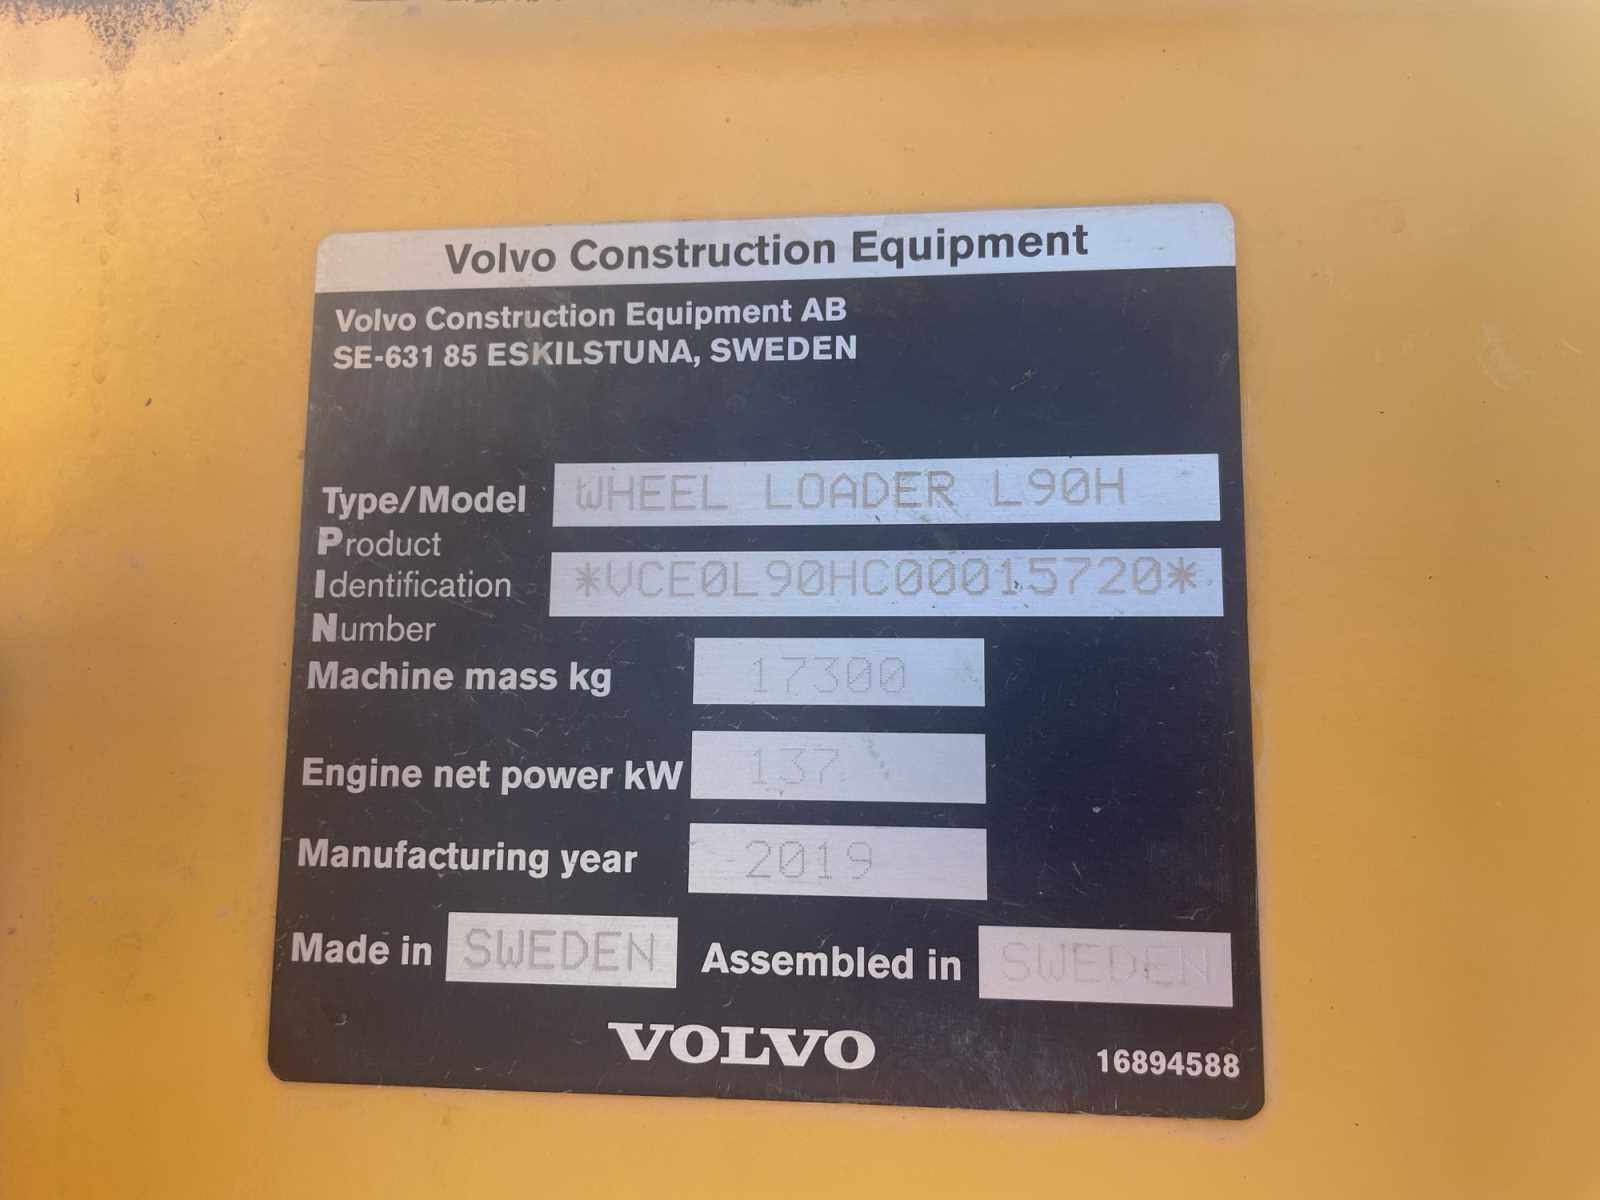 Volvo Construction Equipment
Volvo Construction Equipment AB
SE-631 85 ESKILSTUNA, SWEDEN
Type/Model WHEEL LOADER L90H
Product
Identification *VCE0L90HC00015720*
Number
Machine mass kg 17300
Engine net power kW 137
Manufacturing year 2019
Made in SWEDEN Assembled in SWEDEN
VOLVO 16894588